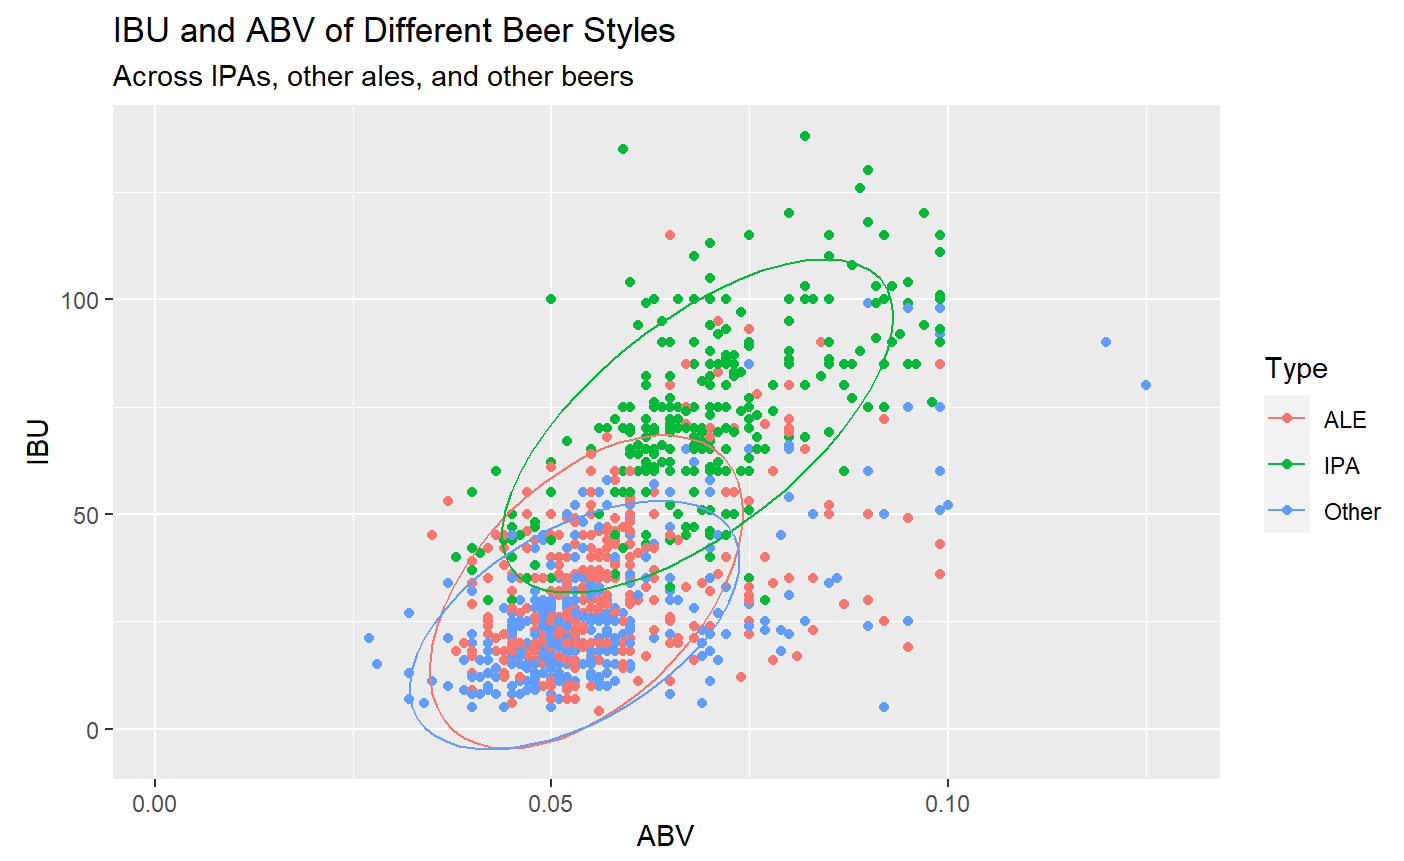 IBU and ABV of Different Beer Styles
Across IPAs, other ales, and other beers
IBU
100
50
0
0.00
0.05
0.10
ABV
Type
ALE
IPA
Other